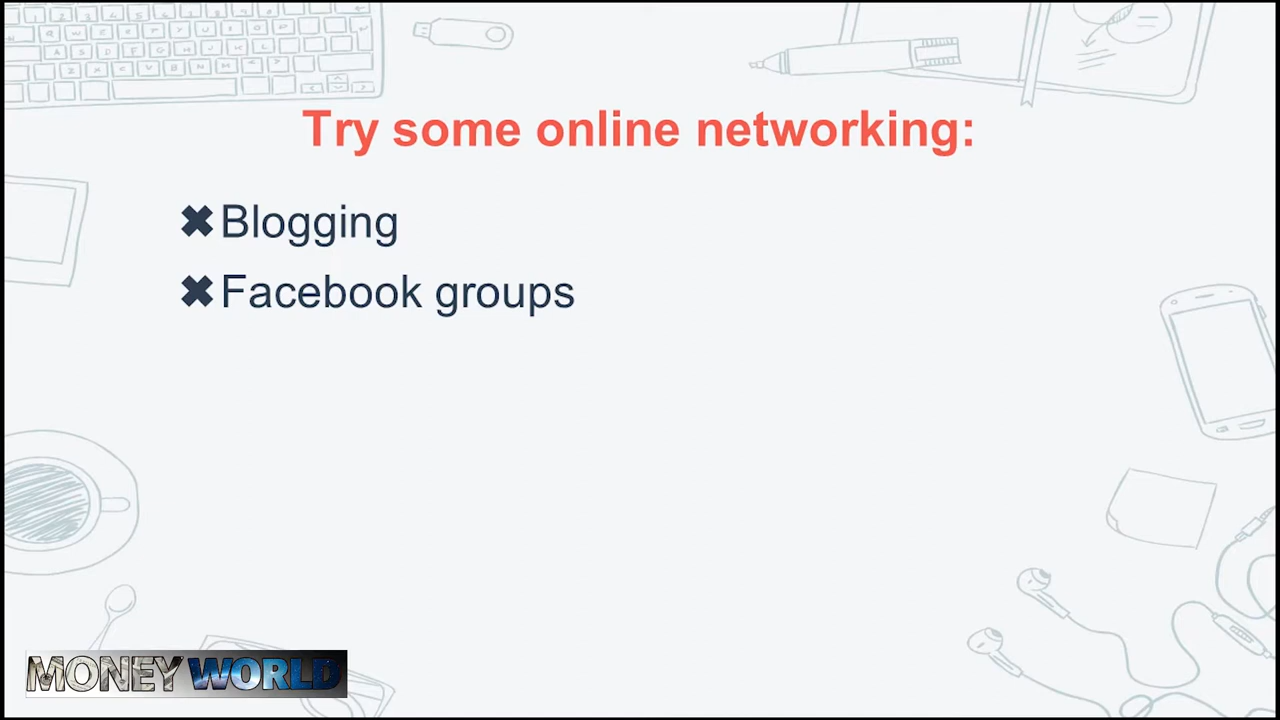 Try some online networking:
✖Blogging
✖Facebook groups
MONEY WORLD